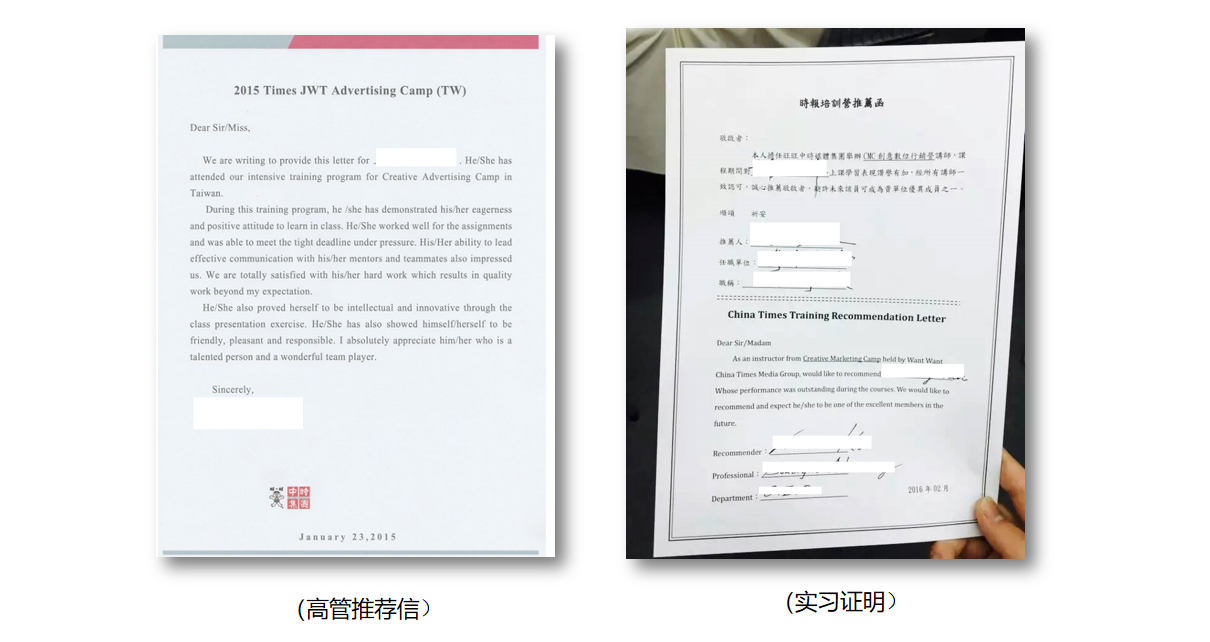 2015 Times JWT Advertising Camp (TW)
Dear Sir/Miss,
We are writing to provide this letter for . He/She has
attended our intensive training program for Creative Advertising Camp in
Taiwan.
During this training program, he /she has demonstrated his/her eagerness
and positive attitude to learn in class. He/She worked well for the assignments
and was able to meet the tight deadline under pressure. His/Her ability to lead
effective communication with his/her mentors and teammates also impressed
us. We are totally satisfied with his/her hard work which results in quality
work beyond my expectation.
He/She also proved herself to be intellectual and innovative through the
class presentation exercise. He/She has also showed himself/herself to be
friendly, pleasant and responsible. I absolutely appreciate him/her who is a
talented person and a wonderful team player.
Sincerely,
January 23,2015
(高管推荐信）
時報培訓營推薦函
敬啟者：
本人擔任旺旺中時媒體集團舉辦 CMC 創意數位行銷營講師，課
程期間對 上課學習表現讚譽有加，經所有講師一
致認可，誠心推薦敬啟者，期許未來該員可成為貴單位優異成員之一。
順頌 祈安
推薦人：
任職單位：
職稱：
China Times Training Recommendation Letter
Dear Sir/Madam
As an instructor from Creative Marketing Camp held by Want Want
China Times Media Group, would like to recommend
Whose performance was outstanding during the courses. We would like to
recommend and expect he/she to be one of the excellent members in the
future.
Recommender：
Professional：
Department：
2016 年 02 月
(实习证明）